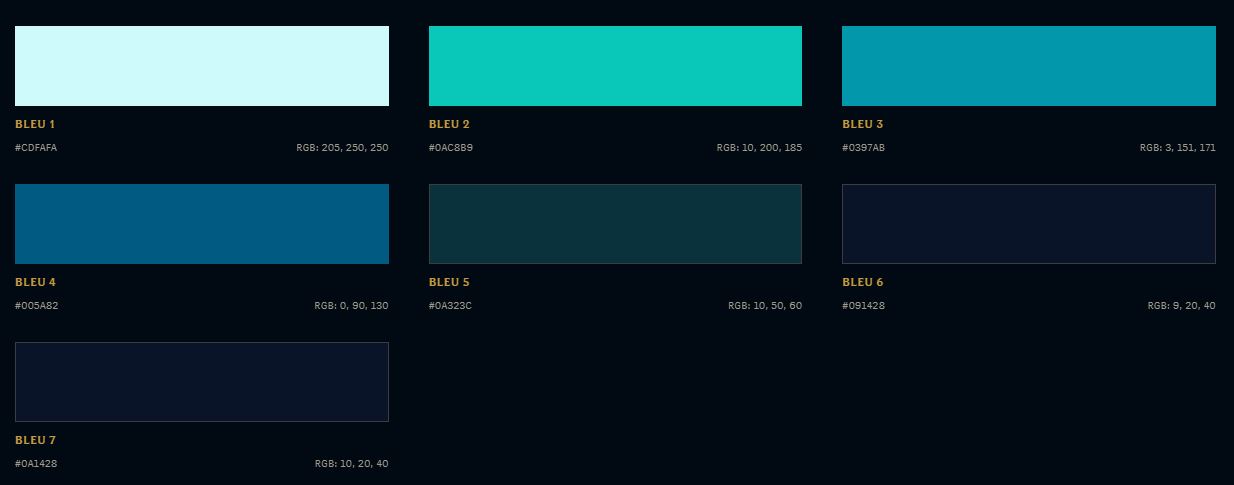 BLEU 1
#CDFAFA RGB: 205, 250, 250
BLEU 2
#0AC8B9 RGB: 10, 200, 185
BLEU 3
#0397AB RGB: 3, 151, 171
BLEU 4
#005A82 RGB: 0, 90, 130
BLEU 5
#0A323C RGB: 10, 50, 60
BLEU 6
#091428 RGB: 9, 20, 40
BLEU 7
#0A1428 RGB: 10, 20, 40